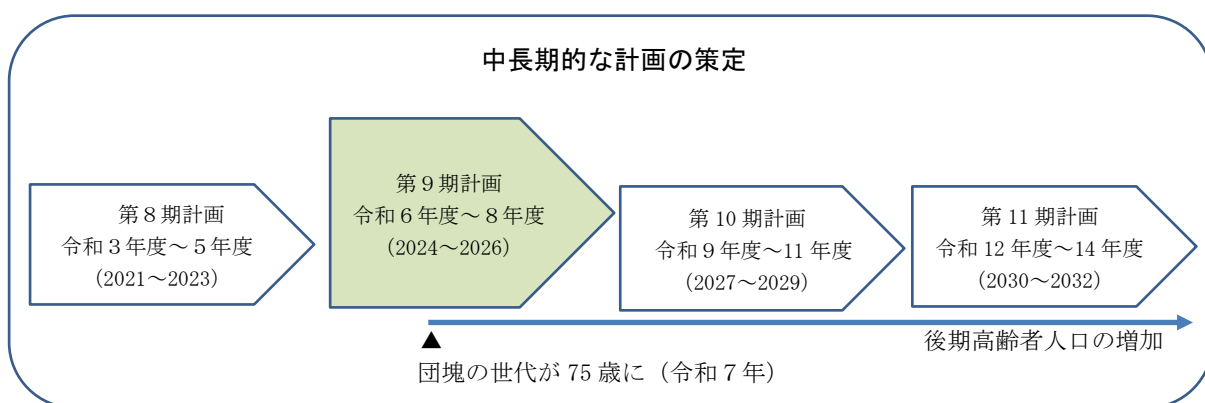 中長期的な計画の策定
第８期計画
令和３年度～５年度
(2021～2023)
第９期計画
令和６年度～８年度
(2024～2026)
第 10 期計画
令和９年度～11 年度
(2027～2029)
第 11 期計画
令和 12 年度～14 年度
(2030～2032)
▲
後期高齢者人口の増加
団塊の世代が 75 歳に（令和７年）